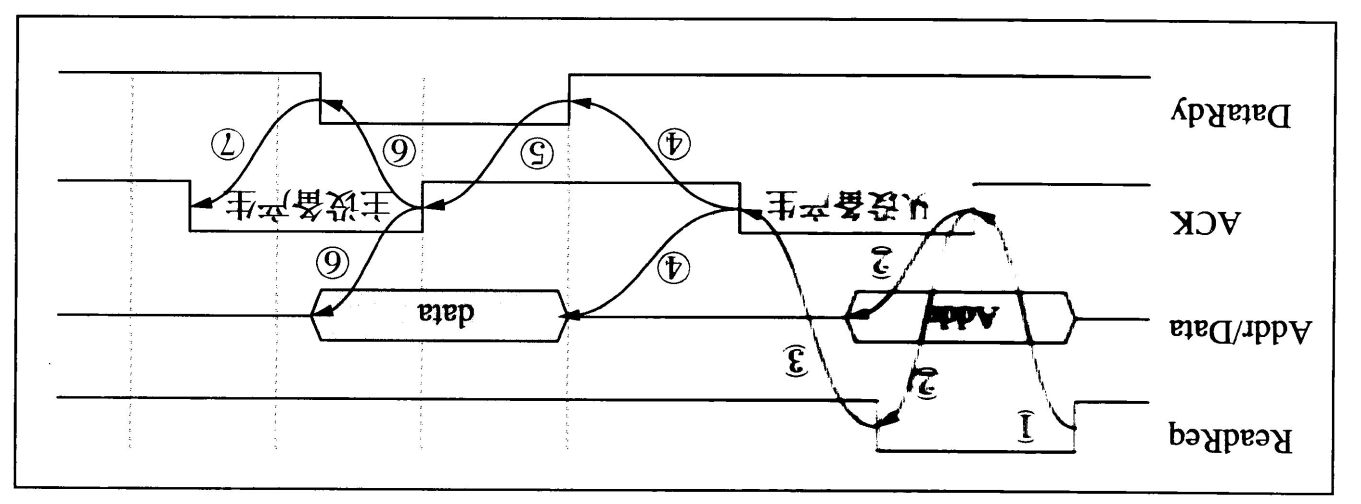 ReadReq ① ②
Addr/Data Addr data ③
ACK ② ④ ⑥ 从设备产生 主设备产生
DataRdy ④ ⑤ ⑥ ⑦